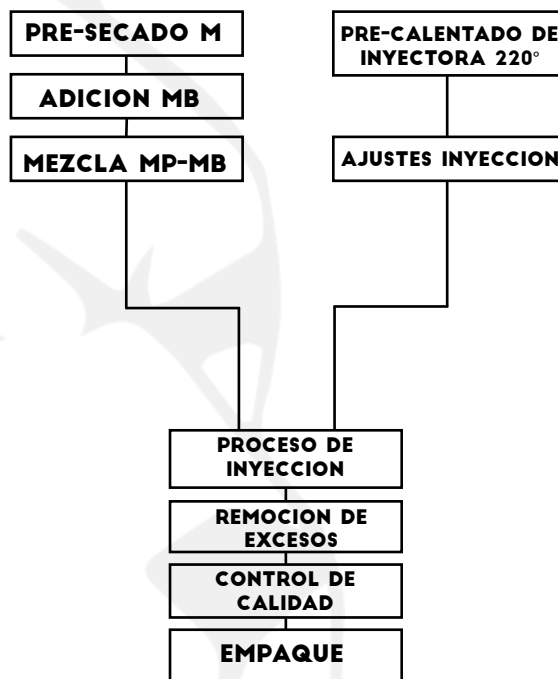 PRE-SECADO M
ADICION MB
MEZCLA MP-MB
PRE-CALENTADO DE
INYECTORA 220°
AJUSTES INYECCION
PROCESO DE
INYECCION
REMOCION DE
EXCESOS
CONTROL DE
CALIDAD
EMPAQUE